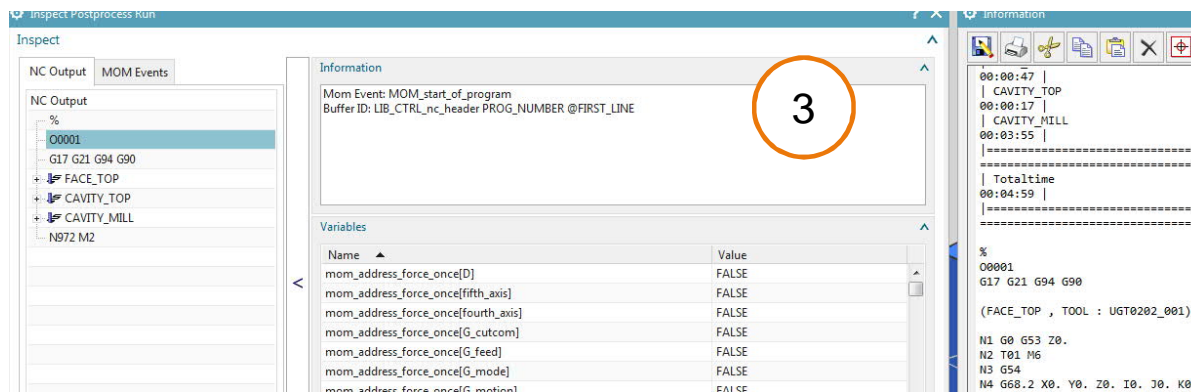 Inspect Postprocess Run
? X
Information
Inspect
NC Output
MOM Events
NC Output
%
O0001
G17 G21 G94 G90
FACE_TOP
CAVITY_TOP
CAVITY_MILL
N972 M2
<
Information
Mom Event: MOM_start_of_program
Buffer ID: LIB_CTRL_nc_header PROG_NUMBER @FIRST_LINE
3
Variables
Name Value
mom_address_force_once[D] FALSE
mom_address_force_once[fifth_axis] FALSE
mom_address_force_once[fourth_axis] FALSE
mom_address_force_once[G_cutcom] FALSE
mom_address_force_once[G_feed] FALSE
mom_address_force_once[G_mode] FALSE
mom_address_force_once[G_motion] FALSE
00:00:47 |
| CAVITY_TOP
00:00:17 |
| CAVITY_MILL
00:03:55 |
|==============================
===============================
| Totaltime
00:04:59 |
|==============================
===============================
%
O0001
G17 G21 G94 G90
(FACE_TOP , TOOL : UGT0202_001)
N1 G0 G53 Z0.
N2 T01 M6
N3 G54
N4 G68.2 X0. Y0. Z0. I0. J0. K0